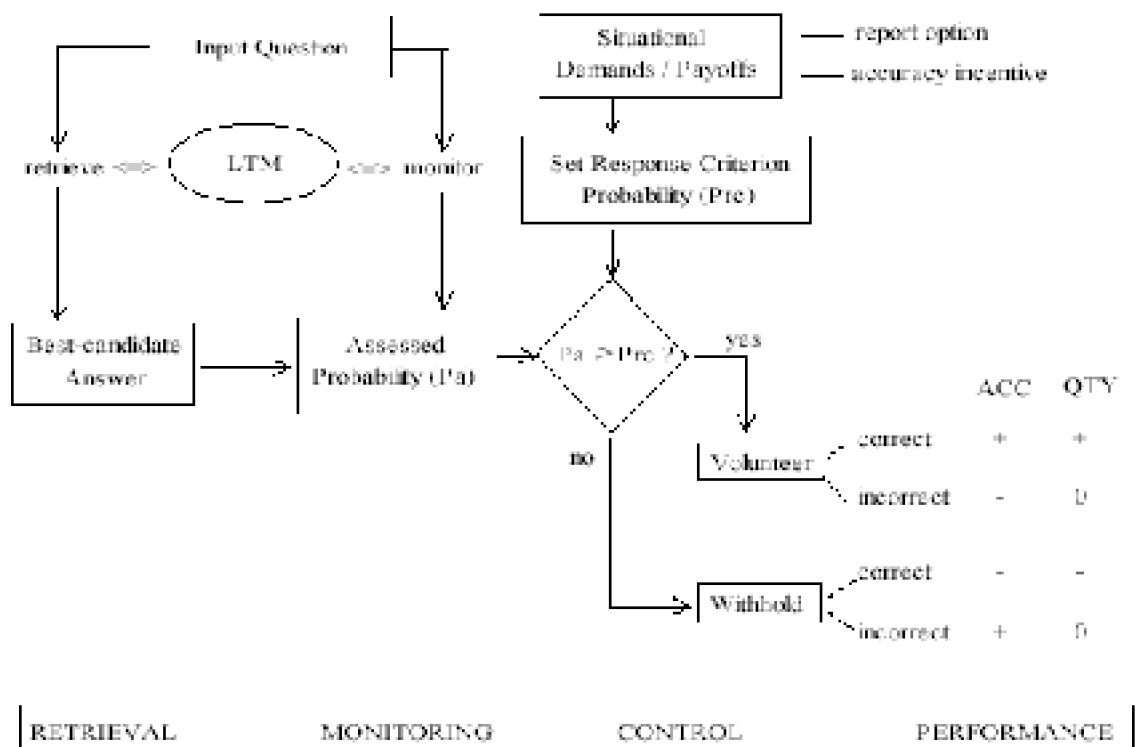 Input Question
Situational
Demands / Payoffs
report option
accuracy incentive
retrieve <=> LTM <=> monitor
Set Response Criterion
Probability (Prc)
Best-candidate
Answer
Assessed
Probability (Pa)
Pa ≥ Prc ?
yes
no
ACC QTY
Volunteer
correct + +
incorrect - 0
Withhold
correct - -
incorrect + 0
RETRIEVAL MONITORING CONTROL PERFORMANCE